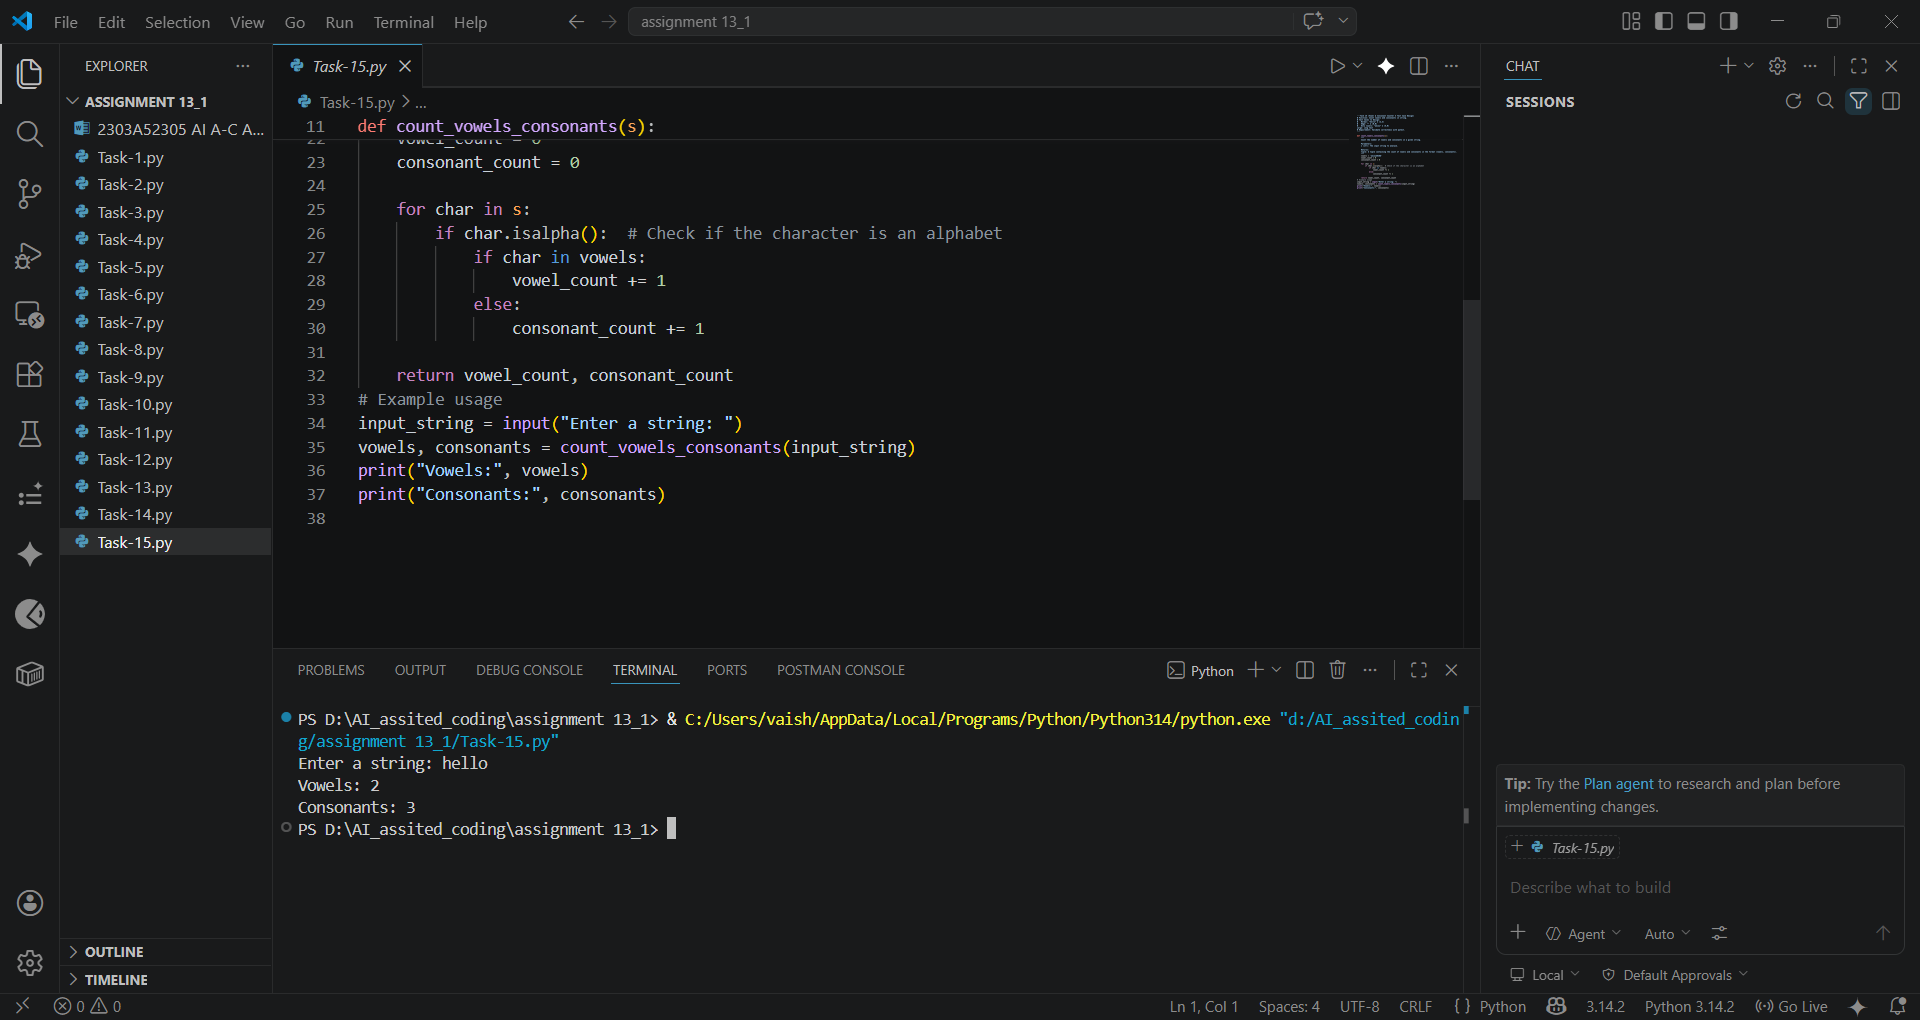 File Edit Selection View Go Run Terminal Help
assignment 13_1
EXPLORER
ASSIGNMENT 13_1
2303A52305 AI A-C A...
Task-1.py
Task-2.py
Task-3.py
Task-4.py
Task-5.py
Task-6.py
Task-7.py
Task-8.py
Task-9.py
Task-10.py
Task-11.py
Task-12.py
Task-13.py
Task-14.py
Task-15.py
OUTLINE
TIMELINE
Task-15.py
Task-15.py > ...
11 def count_vowels_consonants(s):
22 vowel_count = 0
23 consonant_count = 0
24
25 for char in s:
26 if char.isalpha():  # Check if the character is an alphabet
27 if char in vowels:
28 vowel_count += 1
29 else:
30 consonant_count += 1
31
32 return vowel_count, consonant_count
33 # Example usage
34 input_string = input("Enter a string: ")
35 vowels, consonants = count_vowels_consonants(input_string)
36 print("Vowels:", vowels)
37 print("Consonants:", consonants)
38
PROBLEMS OUTPUT DEBUG CONSOLE TERMINAL PORTS POSTMAN CONSOLE
Python
PS D:\AI_assited_coding\assignment 13_1> & C:/Users/vaish/AppData/Local/Programs/Python/Python314/python.exe "d:/AI_assited_codin
g/assignment 13_1/Task-15.py"
Enter a string: hello
Vowels: 2
Consonants: 3
PS D:\AI_assited_coding\assignment 13_1>
CHAT
SESSIONS
Tip: Try the Plan agent to research and plan before
implementing changes.
Task-15.py
Describe what to build
Agent Auto
Local Default Approvals
0 0
Ln 1, Col 1 Spaces: 4 UTF-8 CRLF { } Python 3.14.2 Python 3.14.2 Go Live